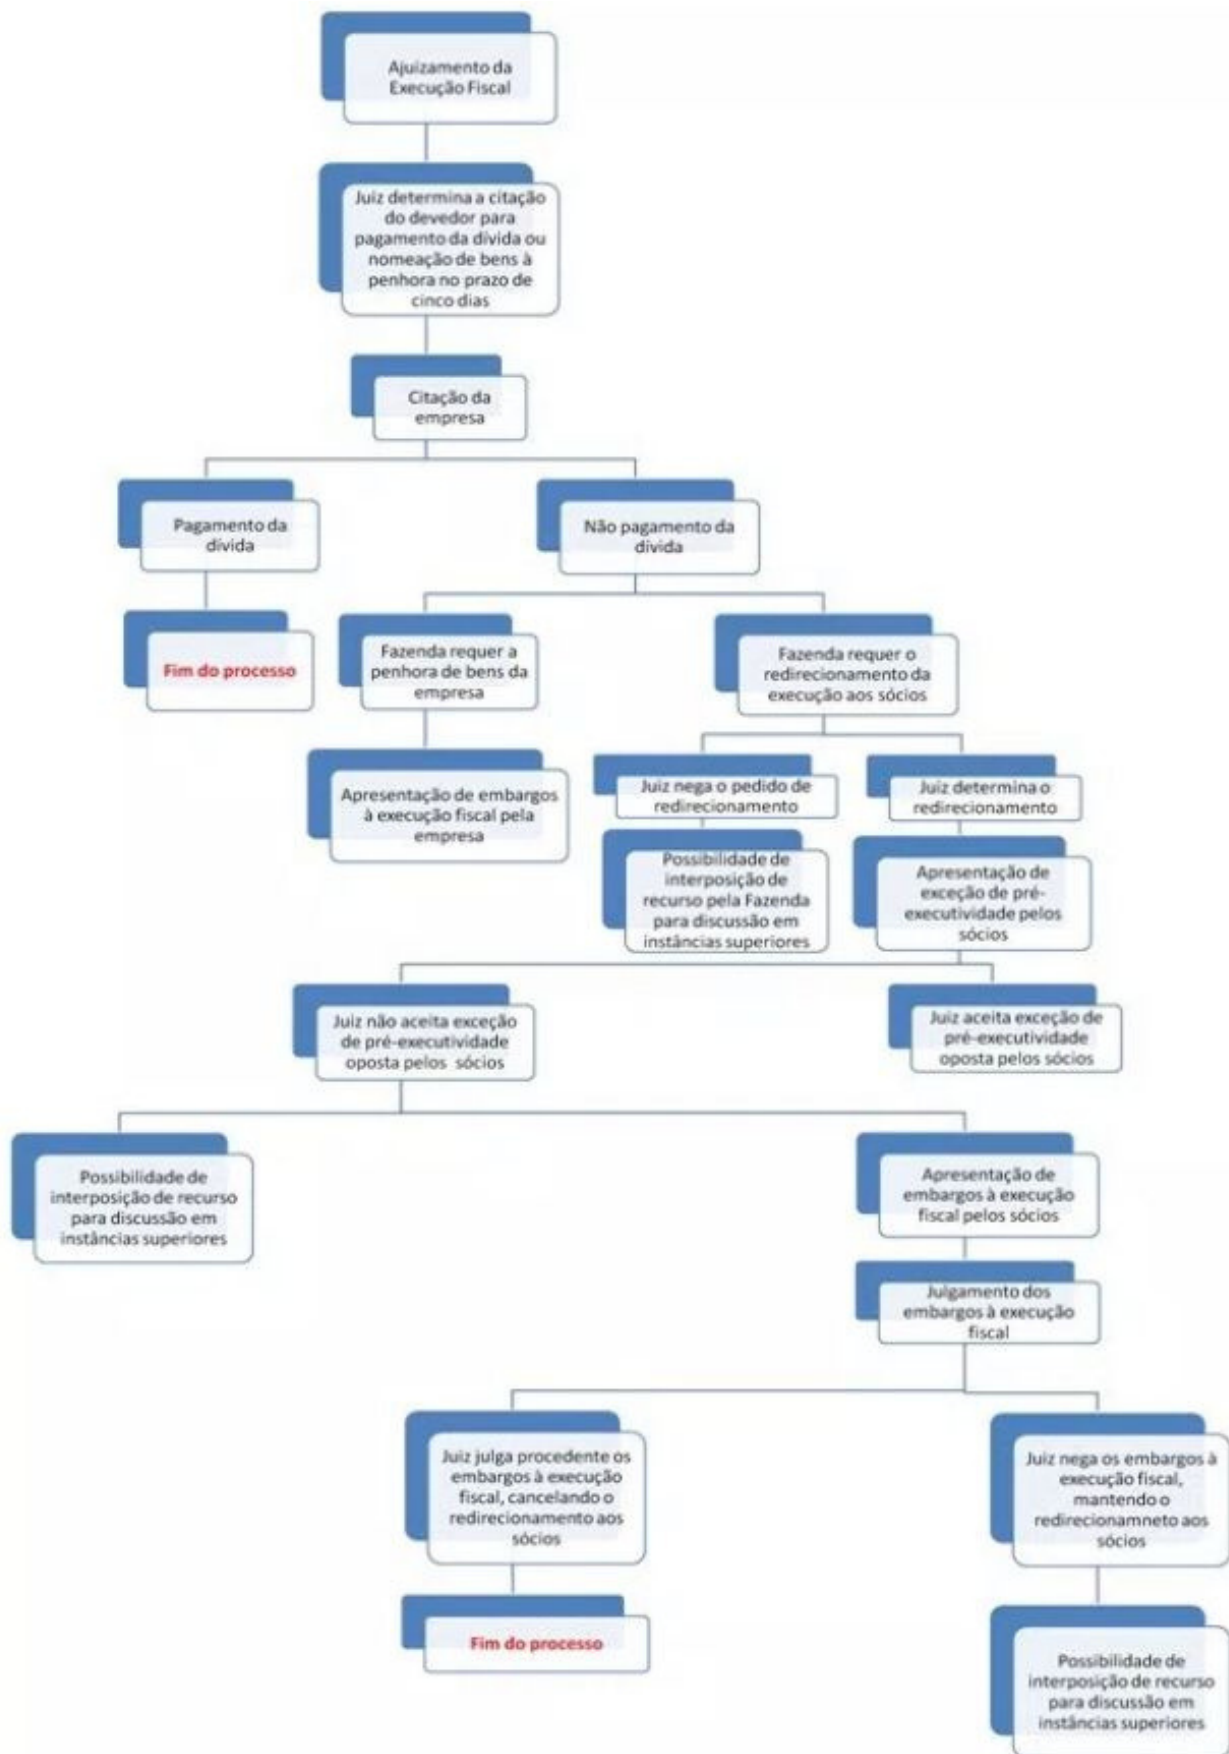 Ajuizamento da
Execução Fiscal
Juiz determina a citação
do devedor para
pagamento da dívida ou
nomeação de bens à
penhora no prazo de
cinco dias
Citação da
empresa
Pagamento da
dívida
Não pagamento da
dívida
Fim do processo
Fazenda requer a
penhora de bens da
empresa
Fazenda requer o
redirecionamento da
execução aos sócios
Apresentação de embargos
à execução fiscal pela
empresa
Juiz nega o pedido de
redirecionamento
Juiz determina o
redirecionamento
Possibilidade de
interposição de
recurso pela Fazenda
para discussão em
instâncias superiores
Apresentação de
exceção de pré-
executividade pelos
sócios
Juiz não aceita exceção
de pré-executividade
oposta pelos sócios
Juiz aceita exceção de
pré-executividade
oposta pelos sócios
Possibilidade de
interposição de recurso
para discussão em
instâncias superiores
Apresentação de
embargos à execução
fiscal pelos sócios
Julgamento dos
embargos à execução
fiscal
Juiz julga procedente os
embargos à execução
fiscal, cancelando o
redirecionamento aos
sócios
Juiz nega os embargos à
execução fiscal,
mantendo o
redirecionamneto aos
sócios
Fim do processo
Possibilidade de
interposição de recurso
para discussão em
instâncias superiores